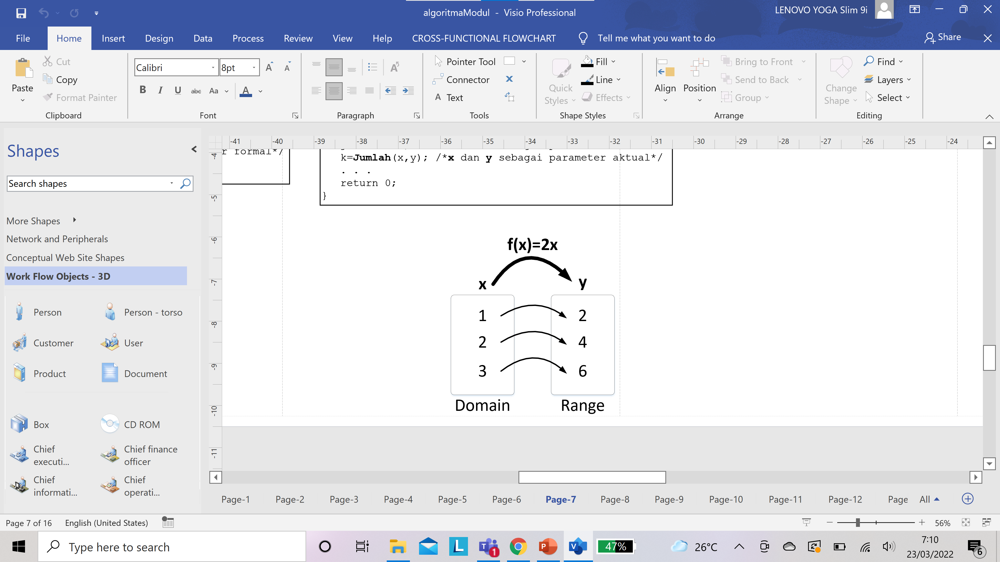 algoritmaModul - Visio Professional
LENOVO YOGA Slim 9i
File Home Insert Design Data Process Review View Help CROSS-FUNCTIONAL FLOWCHART Tell me what you want to do Share
Paste
Cut
Copy
Format Painter
Clipboard
Calibri 8pt
B I U abc Aa A
Font
Paragraph
Pointer Tool
Connector
A Text
Tools
Quick Styles
Fill
Line
Effects
Shape Styles
Align
Position
Bring to Front
Send to Back
Group
Arrange
Change Shape
Find
Layers
Select
Editing
Shapes
Search shapes
More Shapes
Network and Peripherals
Conceptual Web Site Shapes
Work Flow Objects - 3D
Person
Person - torso
Customer
User
Product
Document
Box
CD ROM
Chief executi...
Chief finance officer
Chief informati...
Chief operati...
-41 -40 -39 -38 -37 -36 -35 -34 -33 -32 -31 -30 -29 -28 -27 -26 -25 -24
-4
-5
-6
-7
-8
-9
-10
-11
r formal*/
k=Jumlah(x,y); /*x dan y sebagai parameter aktual*/
. . .
return 0;
}
f(x)=2x
x y
1 2
2 4
3 6
Domain Range
Page-1 Page-2 Page-3 Page-4 Page-5 Page-6 Page-7 Page-8 Page-9 Page-10 Page-11 Page-12 Page All
Page 7 of 16 English (United States) 56%
Type here to search
1
47%
26°C
7:10
23/03/2022
6